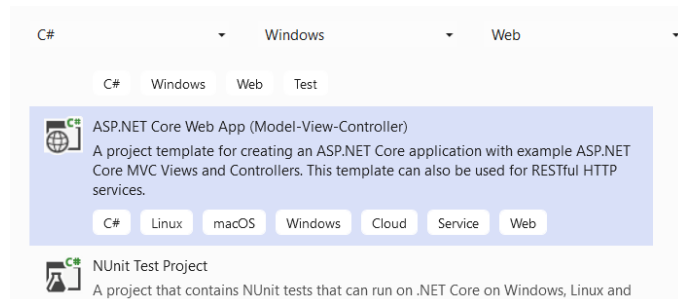 C# Windows Web
C# Windows Web Test
C# ASP.NET Core Web App (Model-View-Controller)
A project template for creating an ASP.NET Core application with example ASP.NET
Core MVC Views and Controllers. This template can also be used for RESTful HTTP
services.
C# Linux macOS Windows Cloud Service Web
C# NUnit Test Project
A project that contains NUnit tests that can run on .NET Core on Windows, Linux and